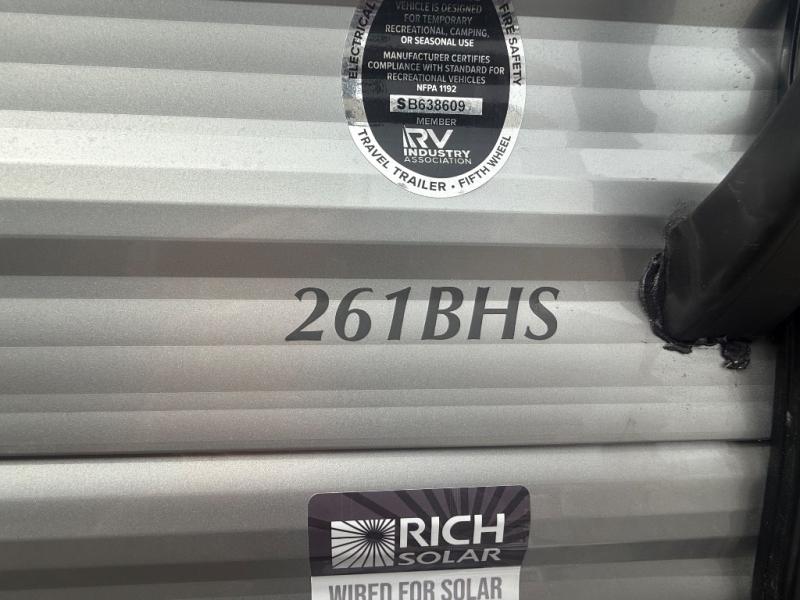 VEHICLE IS DESIGNED
FOR TEMPORARY
RECREATIONAL, CAMPING,
OR SEASONAL USE
MANUFACTURER CERTIFIES
COMPLIANCE WITH STANDARD FOR
RECREATIONAL VEHICLES
NFPA 1192
SB638609
MEMBER
RV
INDUSTRY
ASSOCIATION
ELECTRICAL
FIRE SAFETY
TRAVEL TRAILER • FIFTH WHEEL
261BHS
RICH
SOLAR
WIRED FOR SOLAR